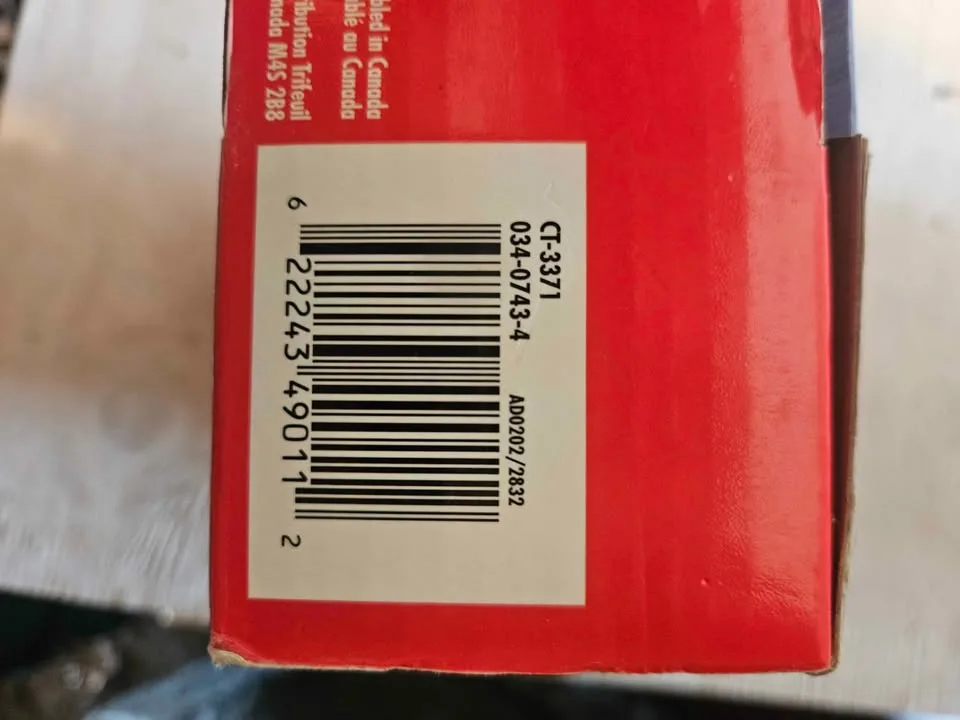 bled in Canada
blé au Canada
ibution Trifeuil
nada M4S 2B8
CT-3371
034-0743-4
AD0202/2832
6 22243 49011 2